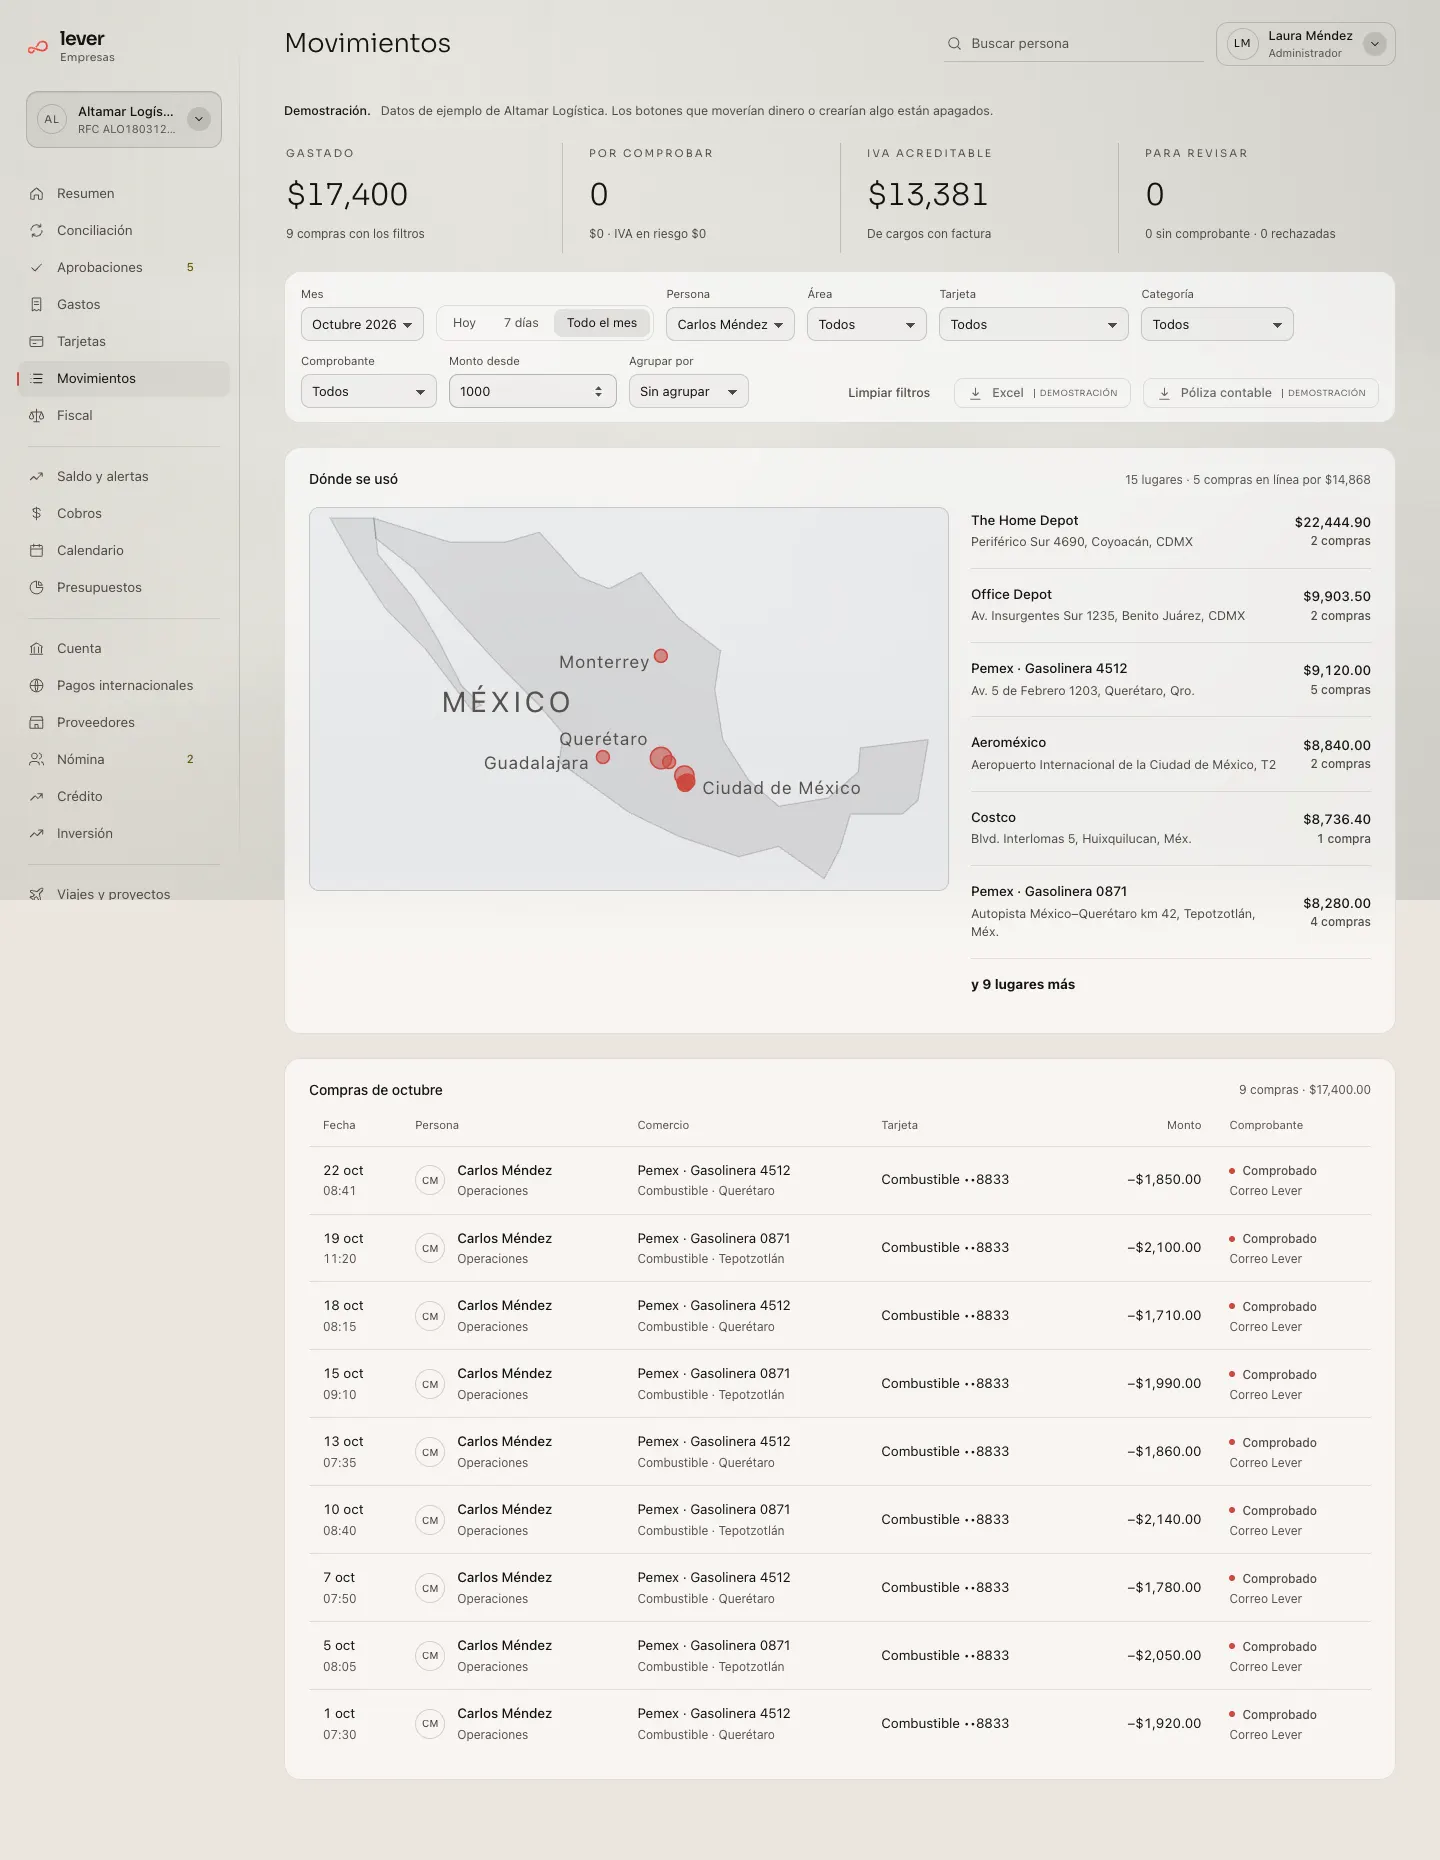 lever
Empresas
AL
Altamar Logís...
RFC ALO180312...
Resumen
Conciliación
Aprobaciones 5
Gastos
Tarjetas
Movimientos
Fiscal
Saldo y alertas
Cobros
Calendario
Presupuestos
Cuenta
Pagos internacionales
Proveedores
Nómina 2
Crédito
Inversión
Viajes y proyectos
Movimientos
Buscar persona
LM
Laura Méndez
Administrador
Demostración. Datos de ejemplo de Altamar Logística. Los botones que moverían dinero o crearían algo están apagados.
GASTADO
$17,400
9 compras con los filtros
POR COMPROBAR
0
$0 · IVA en riesgo $0
IVA ACREDITABLE
$13,381
De cargos con factura
PARA REVISAR
0
0 sin comprobante · 0 rechazadas
Mes
Octubre 2026
Hoy 7 días Todo el mes
Persona
Carlos Méndez
Área
Todos
Tarjeta
Todos
Categoría
Todos
Comprobante
Todos
Monto desde
1000
Agrupar por
Sin agrupar
Limpiar filtros
Excel | DEMOSTRACIÓN
Póliza contable | DEMOSTRACIÓN
Dónde se usó
15 lugares · 5 compras en línea por $14,868
Monterrey
MÉXICO
Querétaro
Guadalajara
Ciudad de México
The Home Depot $22,444.90
Periférico Sur 4690, Coyoacán, CDMX 2 compras
Office Depot $9,903.50
Av. Insurgentes Sur 1235, Benito Juárez, CDMX 2 compras
Pemex · Gasolinera 4512 $9,120.00
Av. 5 de Febrero 1203, Querétaro, Qro. 5 compras
Aeroméxico $8,840.00
Aeropuerto Internacional de la Ciudad de México, T2 2 compras
Costco $8,736.40
Blvd. Interlomas 5, Huixquilucan, Méx. 1 compra
Pemex · Gasolinera 0871 $8,280.00
Autopista México–Querétaro km 42, Tepotzotlán, 4 compras
Méx.
y 9 lugares más
Compras de octubre 9 compras · $17,400.00
Fecha Persona Comercio Tarjeta Monto Comprobante
22 oct Carlos Méndez Pemex · Gasolinera 4512 Comprobado
CM Combustible ••8833 −$1,850.00
08:41 Operaciones Combustible · Querétaro Correo Lever
19 oct Carlos Méndez Pemex · Gasolinera 0871 Comprobado
CM Combustible ••8833 −$2,100.00
11:20 Operaciones Combustible · Tepotzotlán Correo Lever
18 oct Carlos Méndez Pemex · Gasolinera 4512 Comprobado
CM Combustible ••8833 −$1,710.00
08:15 Operaciones Combustible · Querétaro Correo Lever
15 oct Carlos Méndez Pemex · Gasolinera 0871 Comprobado
CM Combustible ••8833 −$1,990.00
09:10 Operaciones Combustible · Tepotzotlán Correo Lever
13 oct Carlos Méndez Pemex · Gasolinera 4512 Comprobado
CM Combustible ••8833 −$1,860.00
07:35 Operaciones Combustible · Querétaro Correo Lever
10 oct Carlos Méndez Pemex · Gasolinera 0871 Comprobado
CM Combustible ••8833 −$2,140.00
08:40 Operaciones Combustible · Tepotzotlán Correo Lever
7 oct Carlos Méndez Pemex · Gasolinera 4512 Comprobado
CM Combustible ••8833 −$1,780.00
07:50 Operaciones Combustible · Querétaro Correo Lever
5 oct Carlos Méndez Pemex · Gasolinera 0871 Comprobado
CM Combustible ••8833 −$2,050.00
08:05 Operaciones Combustible · Tepotzotlán Correo Lever
1 oct Carlos Méndez Pemex · Gasolinera 4512 Comprobado
CM Combustible ••8833 −$1,920.00
07:30 Operaciones Combustible · Querétaro Correo Lever